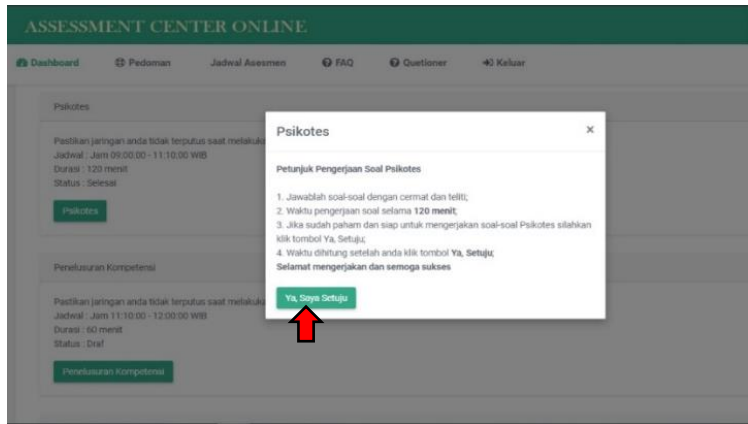 ASSESSMENT CENTER ONLINE
Dashboard Pedoman Jadwal Asesmen FAQ Quetioner Keluar
Psikotes
Pastikan jaringan anda tidak terputus saat melakuka
Jadwal : Jam 09:00:00 - 11:10:00 WIB
Durasi : 120 menit
Status : Selesai
Psikotes
Penelusuran Kompetensi
Pastikan jaringan anda tidak terputus saat melakuka
Jadwal : Jam 11:10:00 - 12:00:00 WIB
Durasi : 60 menit
Status : Draf
Penelusuran Kompetensi
Psikotes ×
Petunjuk Pengerjaan Soal Psikotes
1. Jawablah soal-soal dengan cermat dan teliti;
2. Waktu pengerjaan soal selama 120 menit;
3. Jika sudah paham dan siap untuk mengerjakan soal-soal Psikotes silahkan
klik tombol Ya, Setuju;
4. Waktu dihitung setelah anda klik tombol Ya, Setuju;
Selamat mengerjakan dan semoga sukses
Ya, Saya Setuju